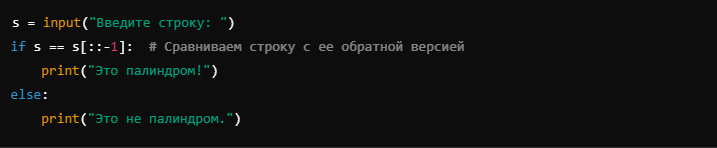 s = input("Введите строку: ")
if s == s[::-1]:  # Сравниваем строку с ее обратной версией
    print("Это палиндром!")
else:
    print("Это не палиндром.")